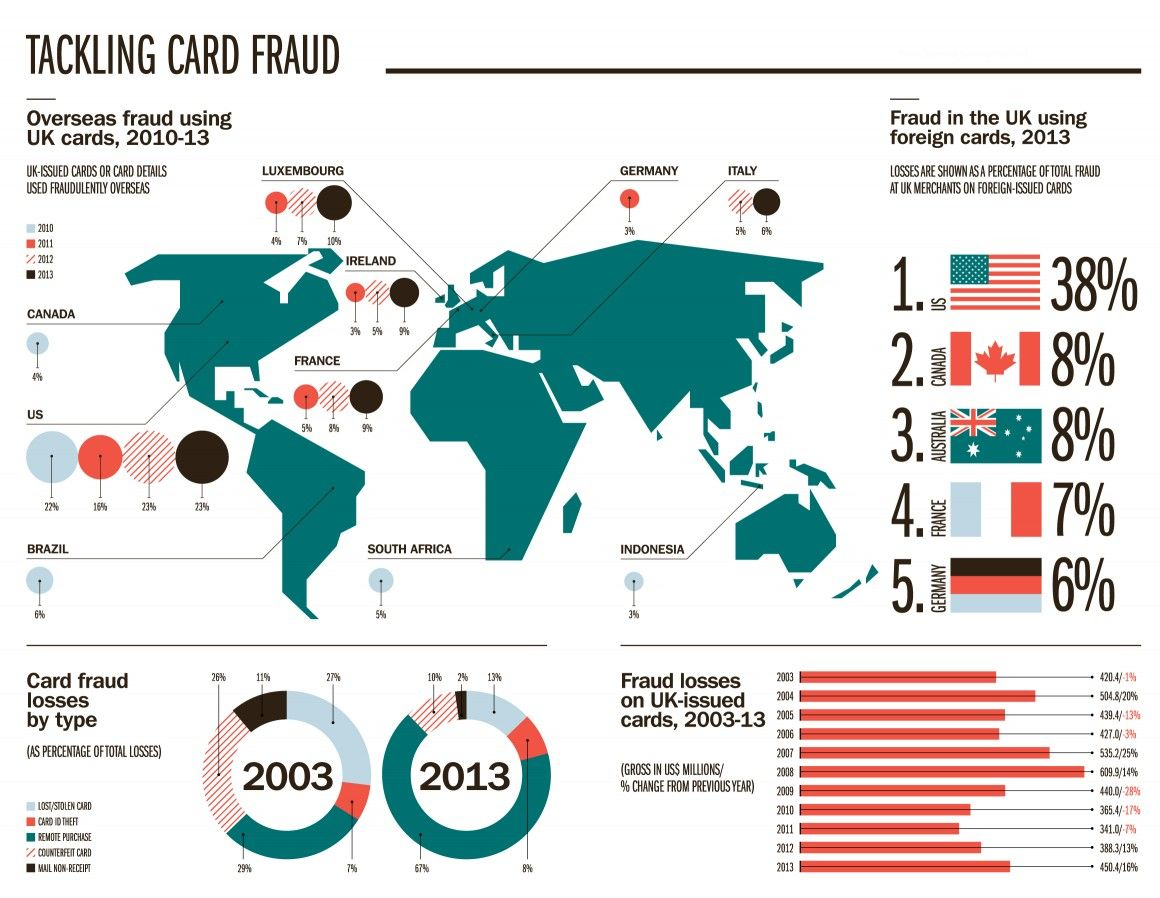 TACKLING CARD FRAUD
Overseas fraud using
UK cards, 2010-13
UK-ISSUED CARDS OR CARD DETAILS
USED FRAUDULENTLY OVERSEAS
2010
2011
2012
2013
LUXEMBOURG
4% 7% 10%
GERMANY
3%
ITALY
5% 6%
IRELAND
3% 5% 9%
CANADA
4%
FRANCE
5% 8% 9%
US
22% 16% 23% 23%
BRAZIL
6%
SOUTH AFRICA
5%
INDONESIA
3%
Fraud in the UK using
foreign cards, 2013
LOSSES ARE SHOWN AS A PERCENTAGE OF TOTAL FRAUD
AT UK MERCHANTS ON FOREIGN-ISSUED CARDS
1. US 38%
2. CANADA 8%
3. AUSTRALIA 8%
4. FRANCE 7%
5. GERMANY 6%
Card fraud
losses
by type
(AS PERCENTAGE OF TOTAL LOSSES)
LOST/STOLEN CARD
CARD ID THEFT
REMOTE PURCHASE
COUNTERFEIT CARD
MAIL NON-RECEIPT
26% 11% 27%
2003
29% 7%
10% 2% 13%
2013
67% 8%
Fraud losses
on UK-issued
cards, 2003-13
(GROSS IN US$ MILLIONS/
% CHANGE FROM PREVIOUS YEAR)
2003 420.4/-1%
2004 504.8/20%
2005 439.4/-13%
2006 427.0/-3%
2007 535.2/25%
2008 609.9/14%
2009 440.0/-28%
2010 365.4/-17%
2011 341.0/-7%
2012 388.3/13%
2013 450.4/16%